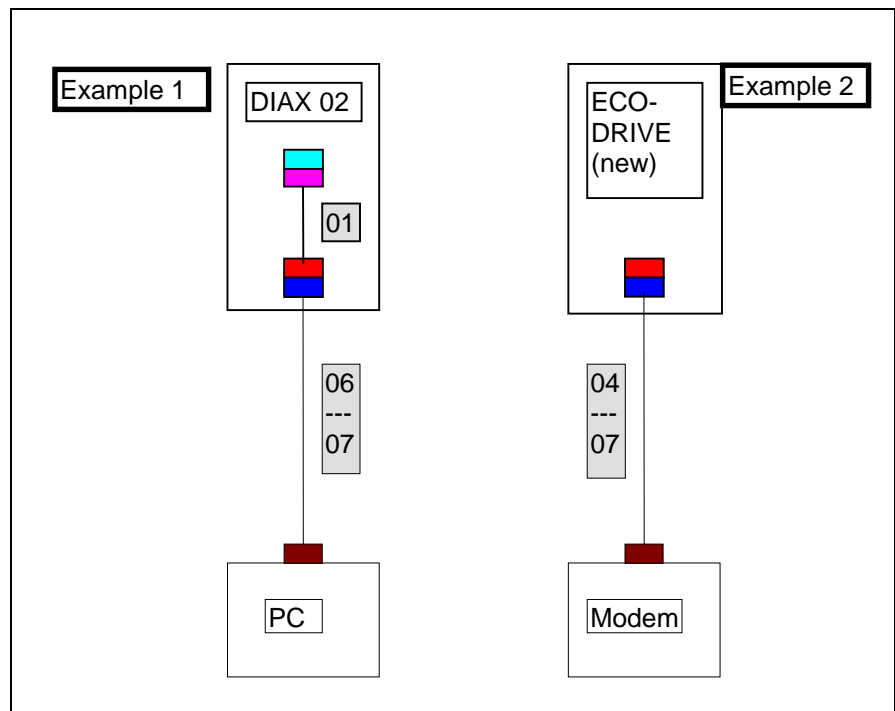 Example 1
DIAX 02
01
06
---
07
PC
Example 2
ECO-
DRIVE
(new)
04
---
07
Modem